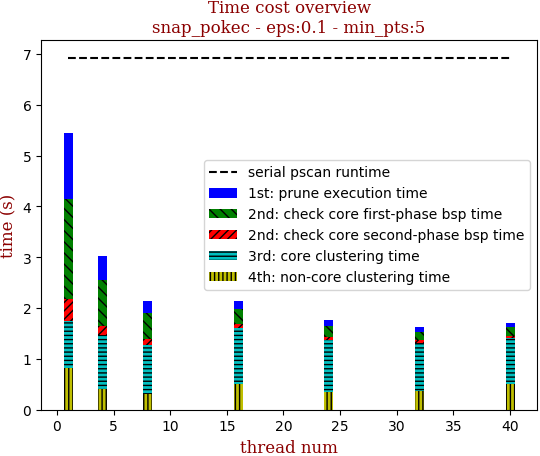 Time cost overview
snap_pokec - eps:0.1 - min_pts:5
time (s)
7
6
5
4
3
2
1
0
serial pscan runtime
1st: prune execution time
2nd: check core first-phase bsp time
2nd: check core second-phase bsp time
3rd: core clustering time
4th: non-core clustering time
0 5 10 15 20 25 30 35 40
thread num